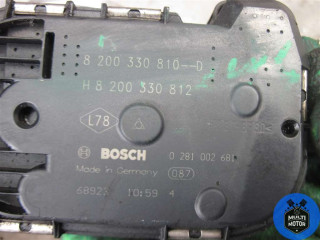 8 200 330 810--D
H 8 200 330 812
L78
BOSCH 0 281 002 681
Made in Germany 087
68923 10:59 4
MULTI
MOTOR